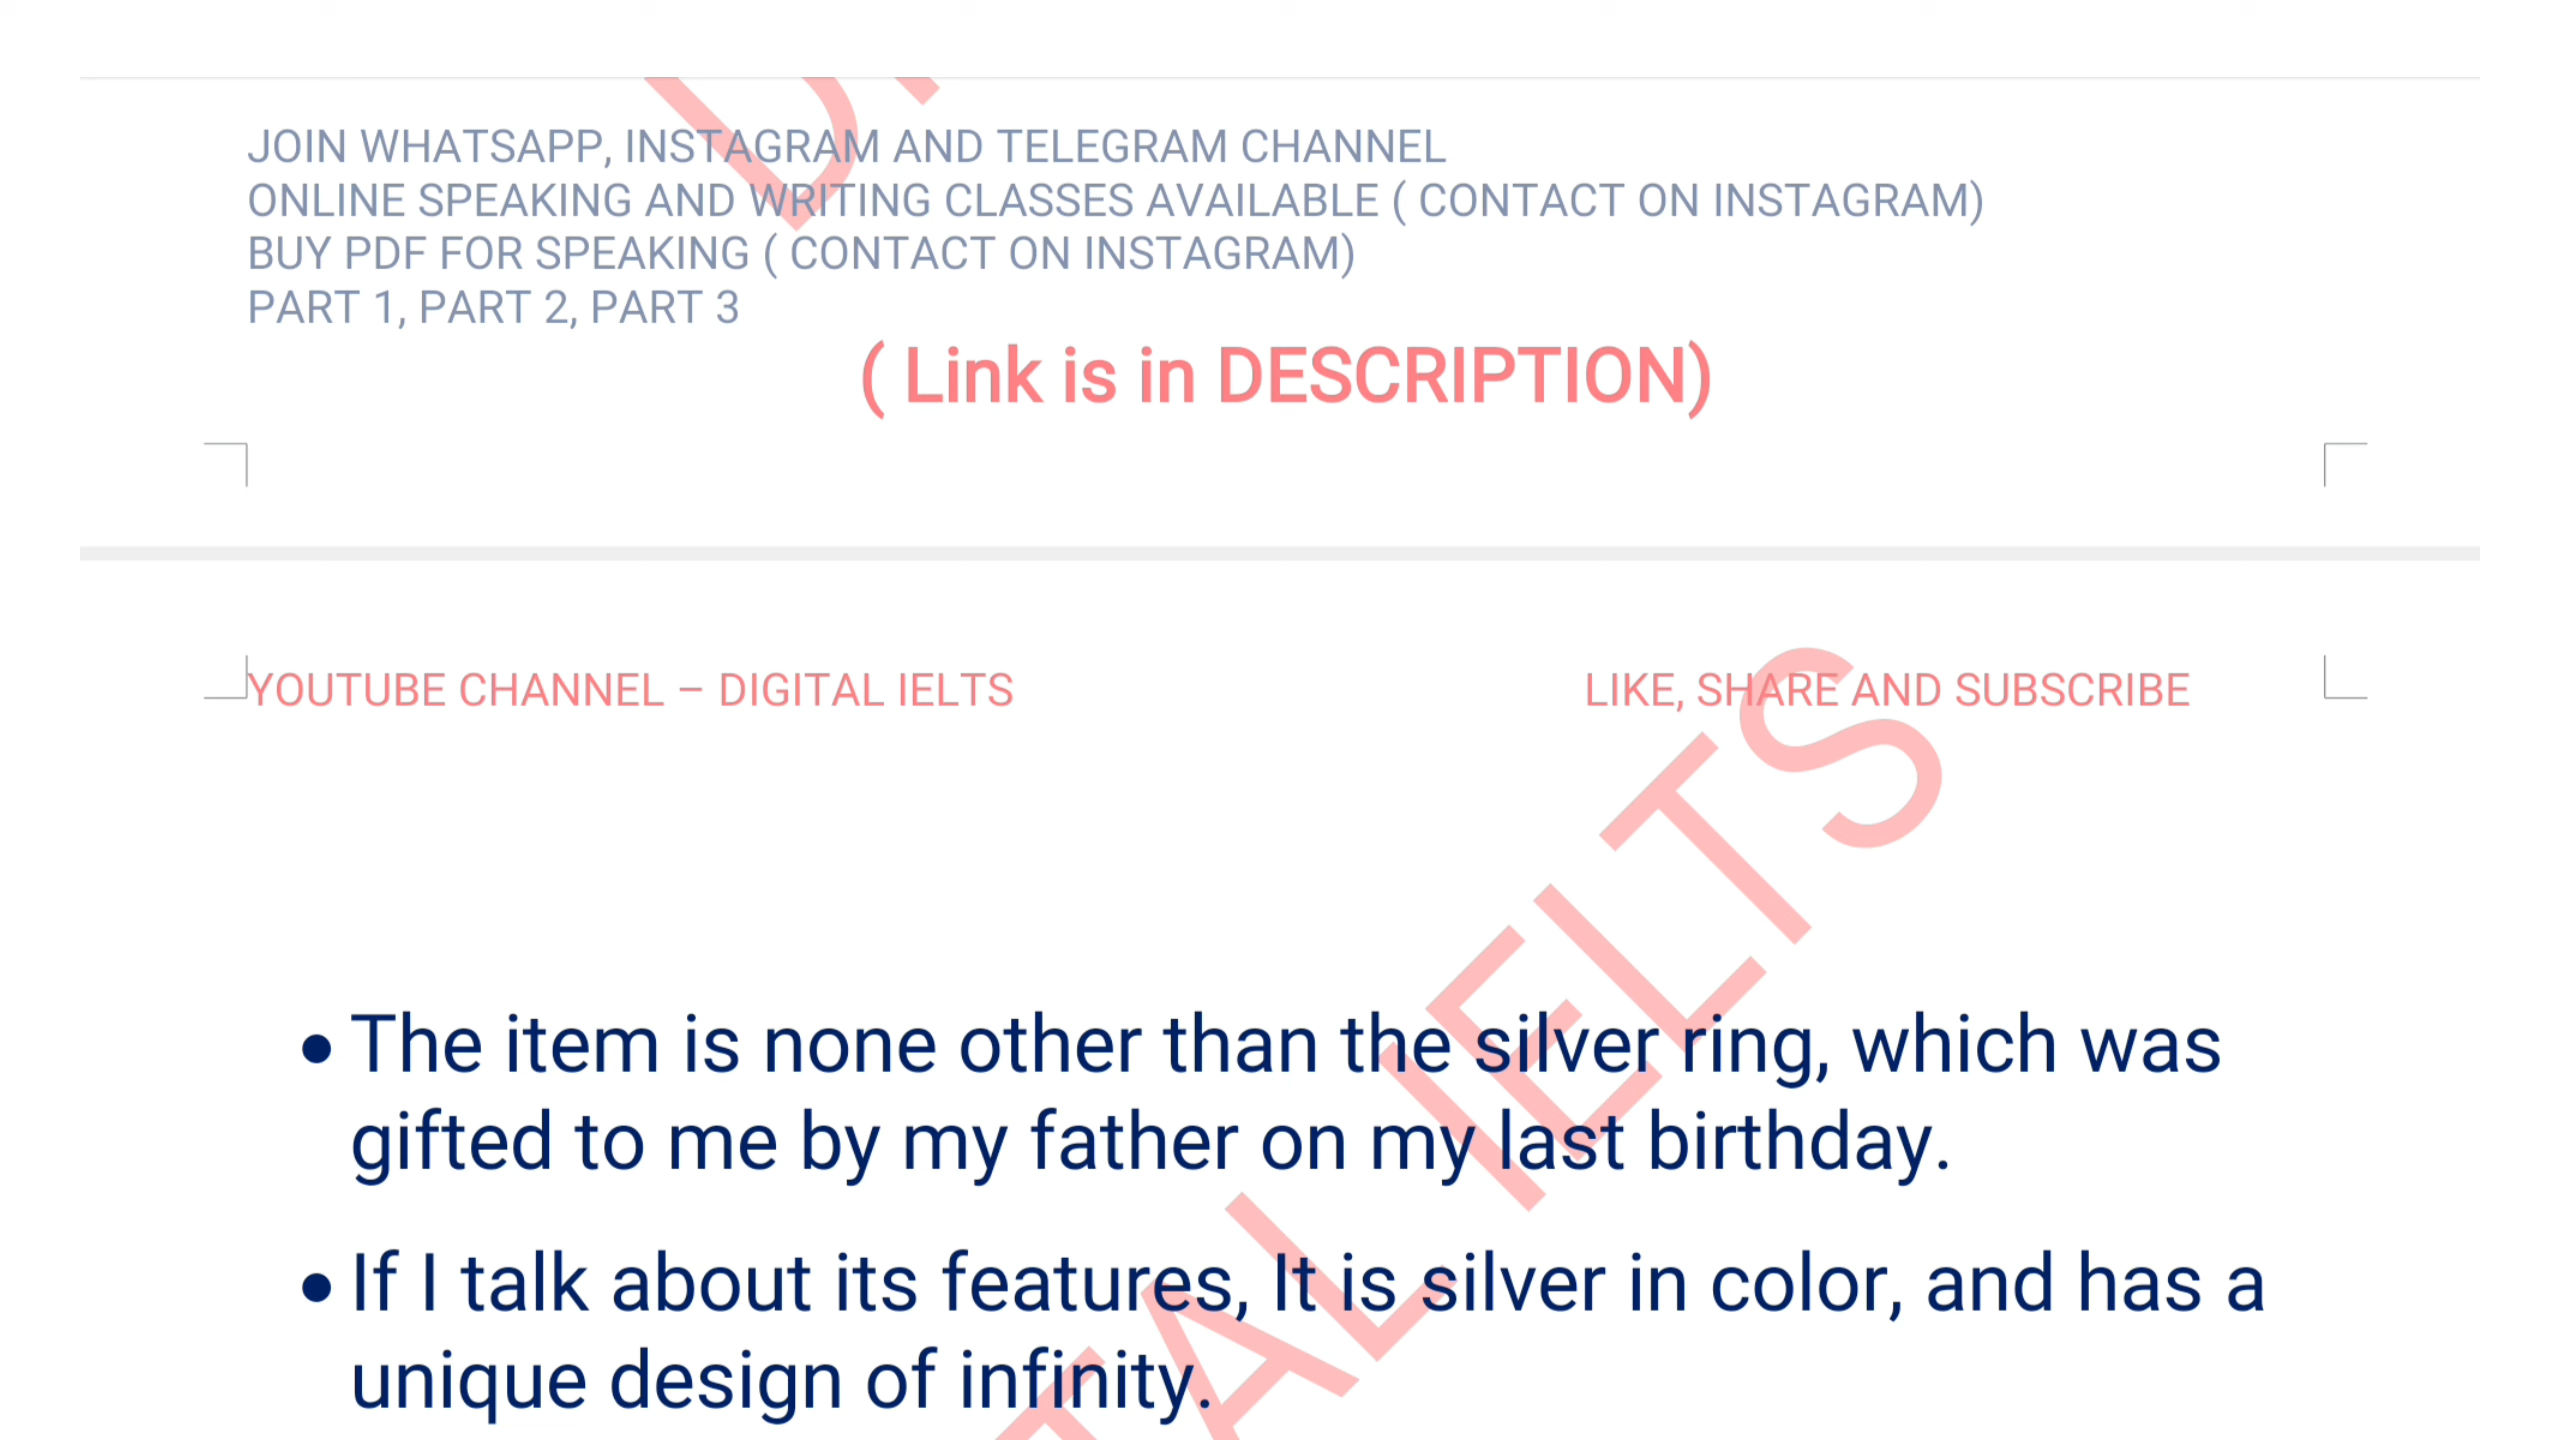 JOIN WHATSAPP, INSTAGRAM AND TELEGRAM CHANNEL
ONLINE SPEAKING AND WRITING CLASSES AVAILABLE ( CONTACT ON INSTAGRAM)
BUY PDF FOR SPEAKING ( CONTACT ON INSTAGRAM)
PART 1, PART 2, PART 3
( Link is in DESCRIPTION)
YOUTUBE CHANNEL – DIGITAL IELTS LIKE, SHARE AND SUBSCRIBE
• The item is none other than the silver ring, which was
gifted to me by my father on my last birthday.
• If I talk about its features, It is silver in color, and has a
unique design of infinity.
TAL IELTS